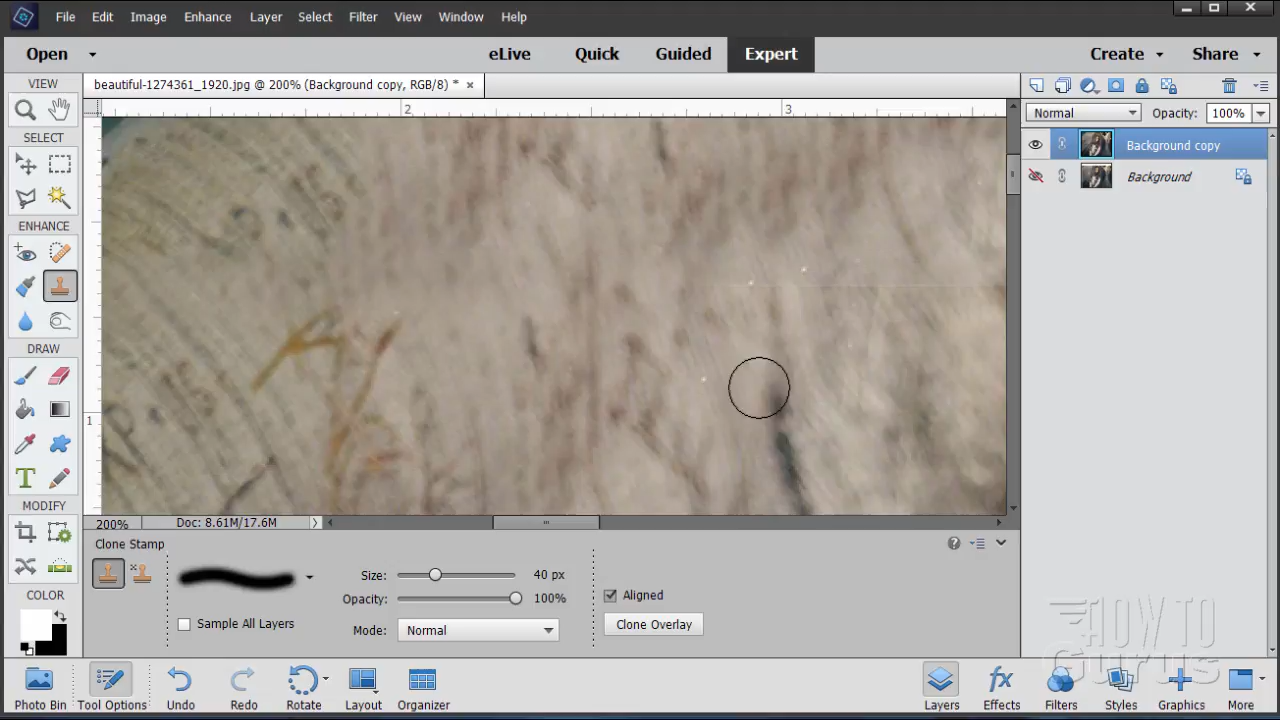 File Edit Image Enhance Layer Select Filter View Window Help
Open eLive Quick Guided Expert Create Share
VIEW
beautiful-1274361_1920.jpg @ 200% (Background copy, RGB/8) *
2 3
Normal Opacity: 100%
SELECT
Background copy
Background
ENHANCE
DRAW
1
MODIFY
200% Doc: 8.61M/17.6M
Clone Stamp
Size: 40 px
Opacity: 100%
Mode: Normal
Sample All Layers
Aligned
Clone Overlay
COLOR
HOW TO
Gurus
Photo Bin Tool Options Undo Redo Rotate Layout Organizer Layers Effects Filters Styles Graphics More